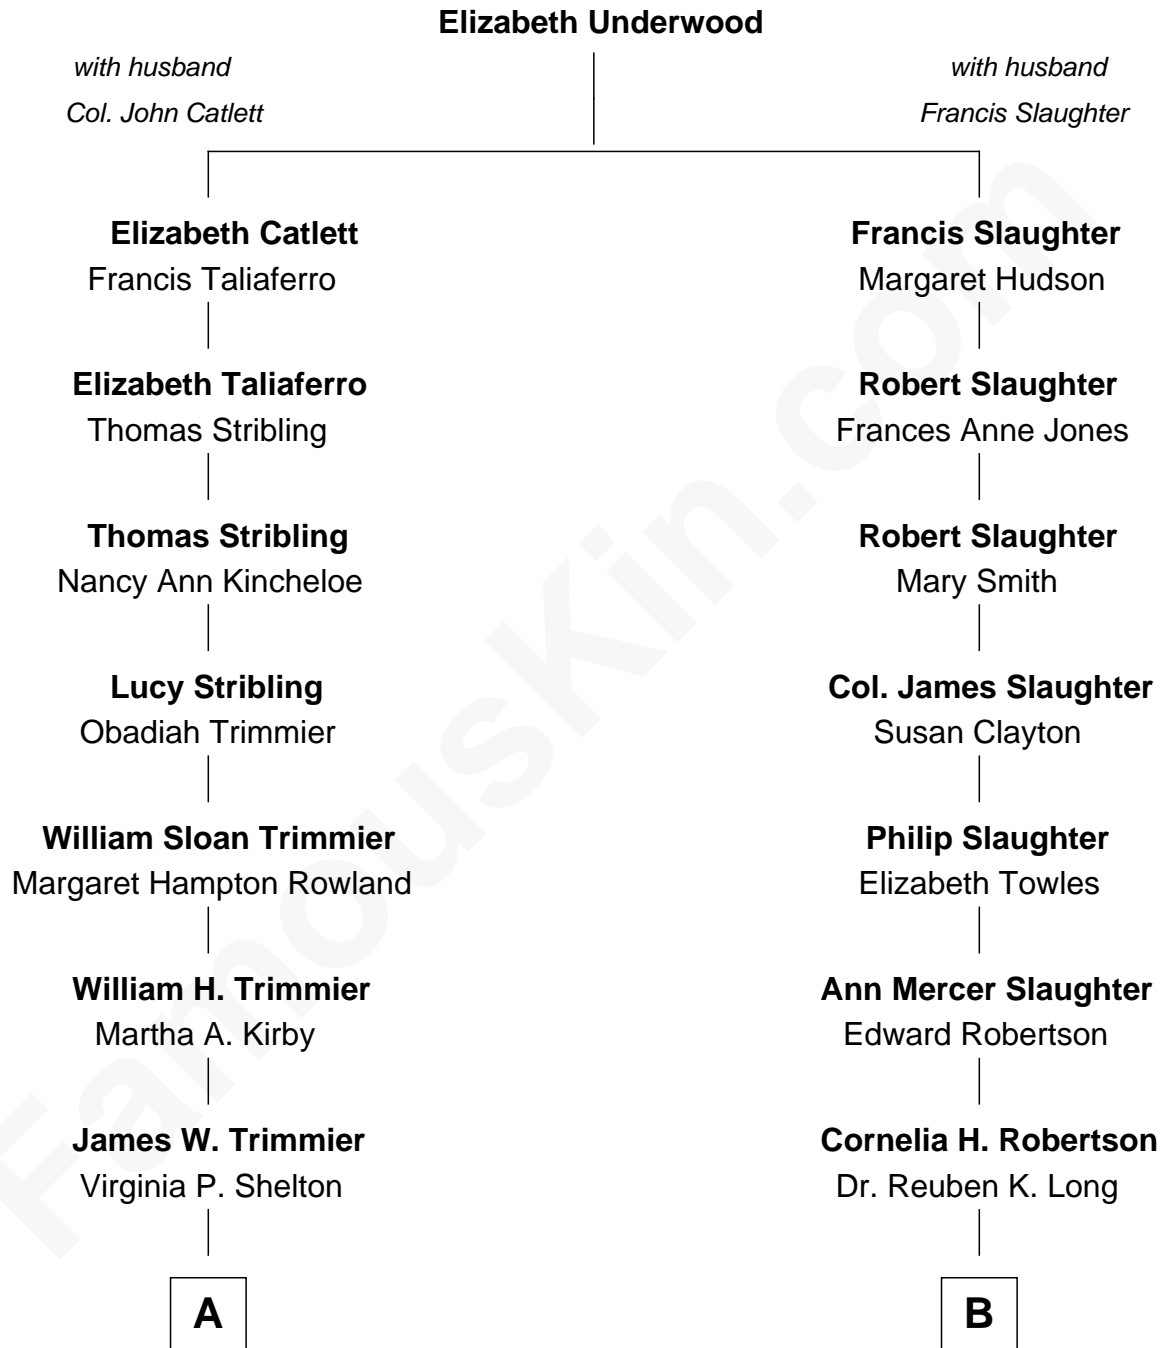 Elizabeth Underwood
with husband
Col. John Catlett
with husband
Francis Slaughter
Elizabeth Catlett
Francis Taliaferro
Francis Slaughter
Margaret Hudson
Elizabeth Taliaferro
Thomas Stribling
Robert Slaughter
Frances Anne Jones
Thomas Stribling
Nancy Ann Kincheloe
Robert Slaughter
Mary Smith
Lucy Stribling
Obadiah Trimmier
Col. James Slaughter
Susan Clayton
William Sloan Trimmier
Margaret Hampton Rowland
Philip Slaughter
Elizabeth Towles
William H. Trimmier
Martha A. Kirby
Ann Mercer Slaughter
Edward Robertson
James W. Trimmier
Virginia P. Shelton
Cornelia H. Robertson
Dr. Reuben K. Long
A
B
FamousKin.com